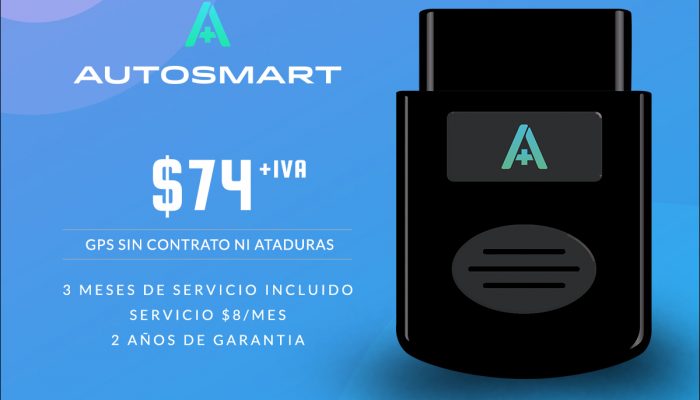 AUTOSMART
$74 +IVA
GPS SIN CONTRATO NI ATADURAS
3 MESES DE SERVICIO INCLUIDO
SERVICIO $8/MES
2 AÑOS DE GARANTIA